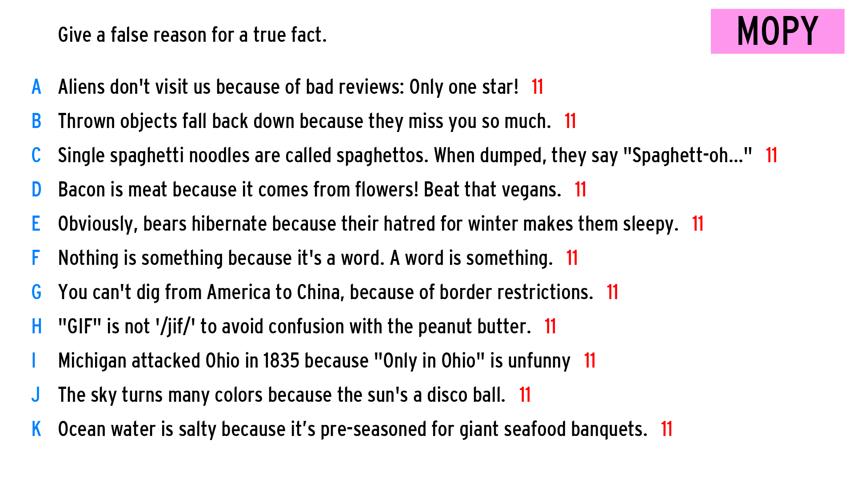 Give a false reason for a true fact.
MOPY
A Aliens don't visit us because of bad reviews: Only one star! 11
B Thrown objects fall back down because they miss you so much. 11
C Single spaghetti noodles are called spaghettos. When dumped, they say "Spaghett-oh..." 11
D Bacon is meat because it comes from flowers! Beat that vegans. 11
E Obviously, bears hibernate because their hatred for winter makes them sleepy. 11
F Nothing is something because it's a word. A word is something. 11
G You can't dig from America to China, because of border restrictions. 11
H "GIF" is not '/jif/' to avoid confusion with the peanut butter. 11
I Michigan attacked Ohio in 1835 because "Only in Ohio" is unfunny 11
J The sky turns many colors because the sun's a disco ball. 11
K Ocean water is salty because it’s pre-seasoned for giant seafood banquets. 11